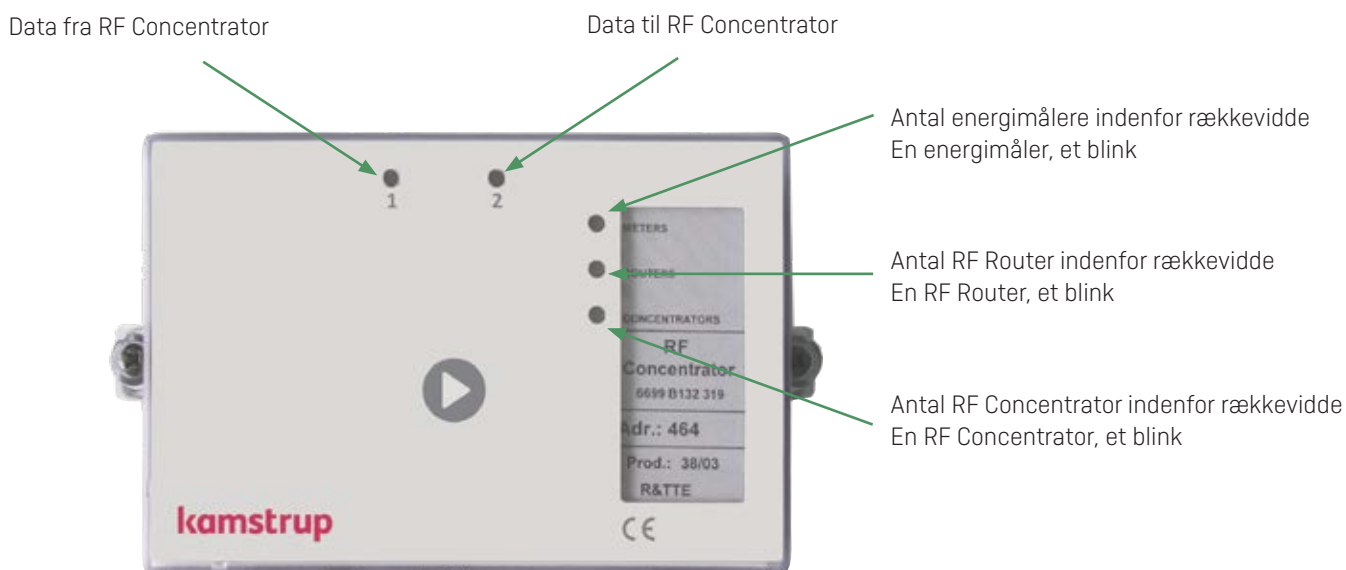 Data fra RF Concentrator
Data til RF Concentrator
Antal energimålere indenfor rækkevidde
En energimåler, et blink
1
2
METERS
ROUTERS
Antal RF Router indenfor rækkevidde
En RF Router, et blink
CONCENTRATORS
RF
Concentrator
6699 B132 319
Antal RF Concentrator indenfor rækkevidde
En RF Concentrator, et blink
Adr.: 464
Prod.: 38/03
R&TTE
kamstrup
CE